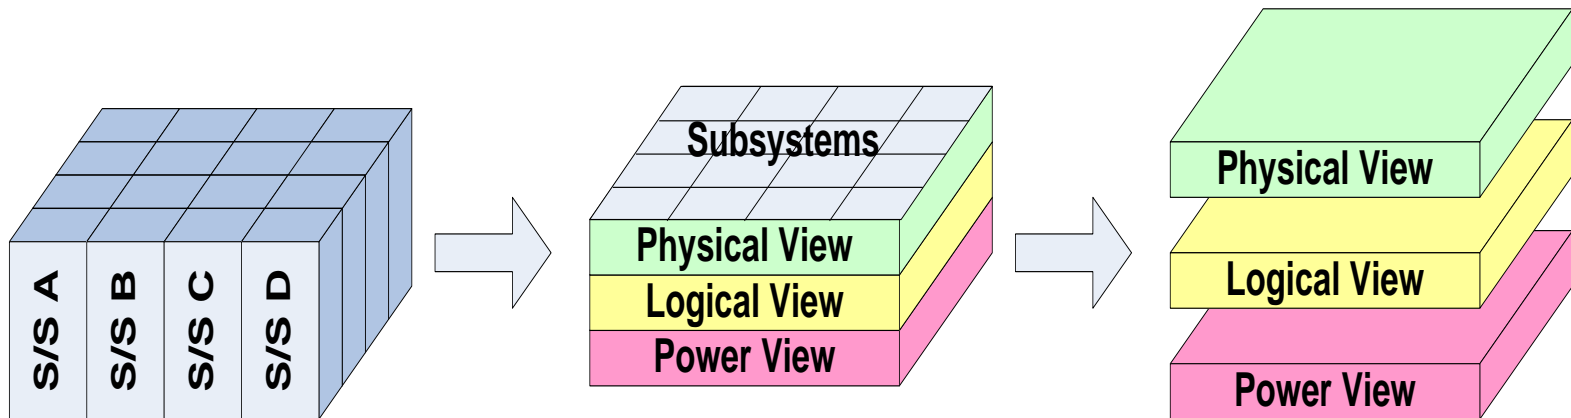 S/S A
S/S B
S/S C
S/S D
Subsystems
Physical View
Logical View
Power View
Physical View
Logical View
Power View